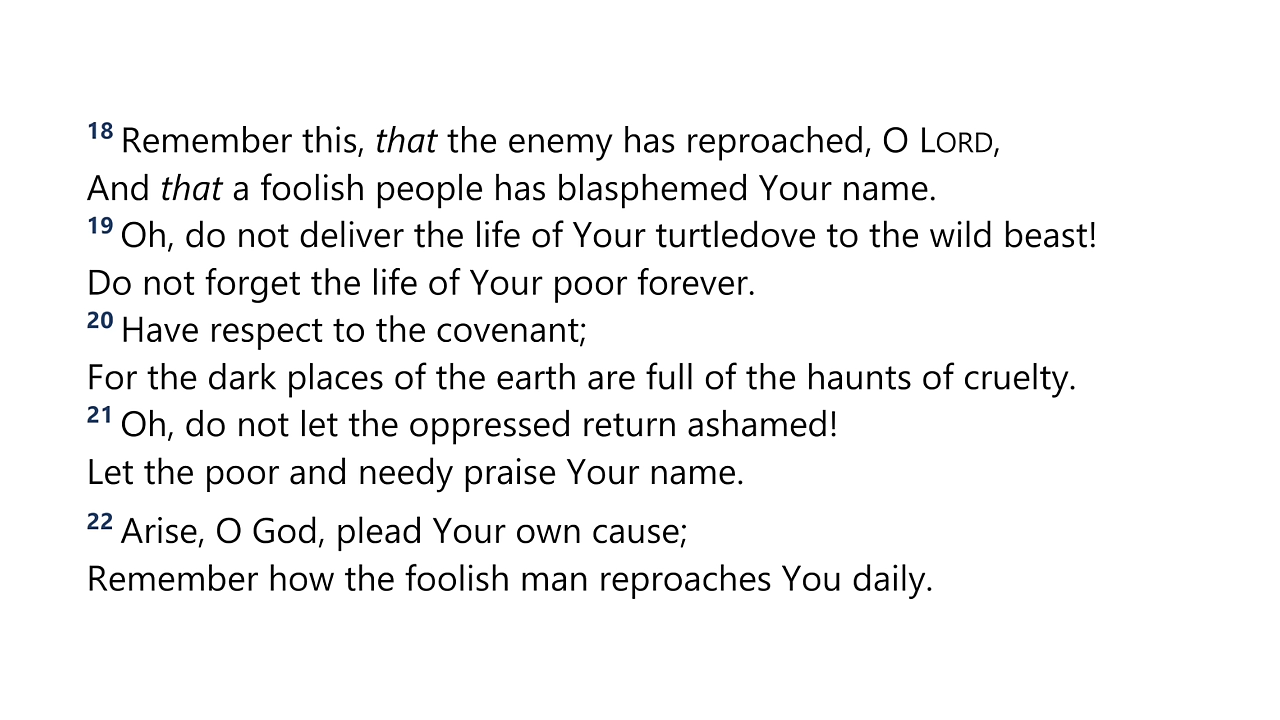 18 Remember this, that the enemy has reproached, O LORD,
And that a foolish people has blasphemed Your name.
19 Oh, do not deliver the life of Your turtledove to the wild beast!
Do not forget the life of Your poor forever.
20 Have respect to the covenant;
For the dark places of the earth are full of the haunts of cruelty.
21 Oh, do not let the oppressed return ashamed!
Let the poor and needy praise Your name.
22 Arise, O God, plead Your own cause;
Remember how the foolish man reproaches You daily.